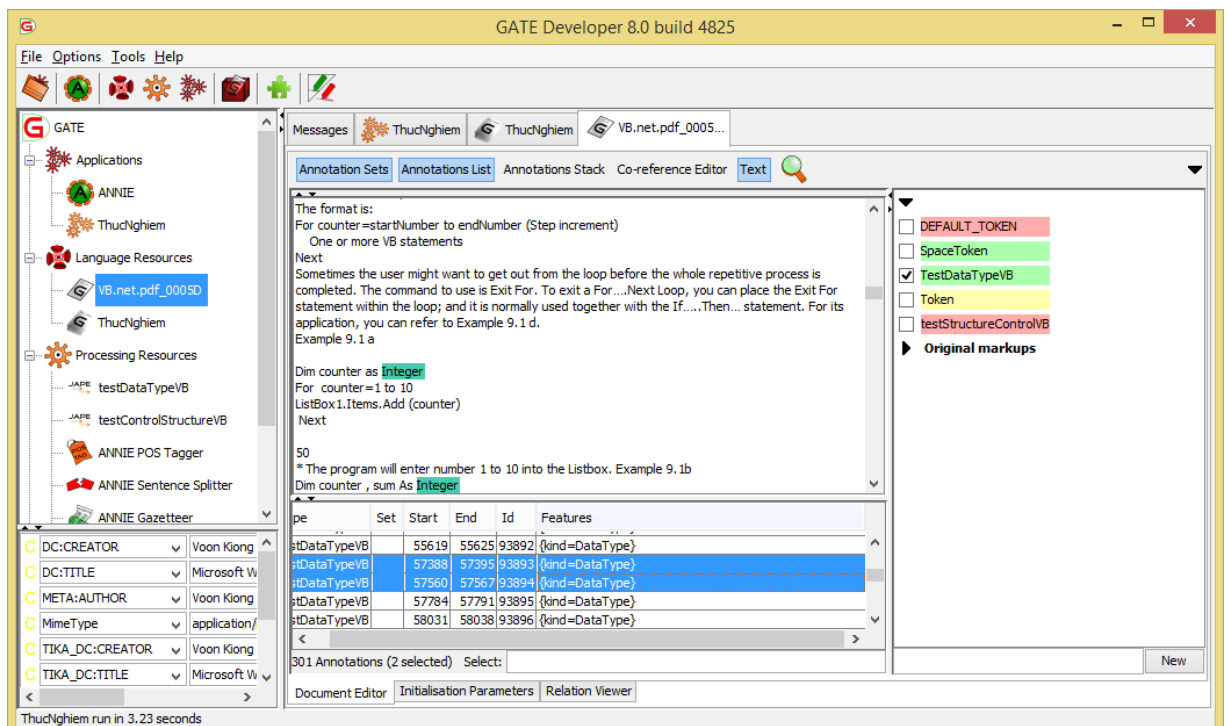 GATE Developer 8.0 build 4825
File Options Tools Help
GATE
Applications
ANNIE
ThucNghiem
Language Resources
VB.net.pdf_0005D
ThucNghiem
Processing Resources
testDataTypeVB
testControlStructureVB
ANNIE POS Tagger
ANNIE Sentence Splitter
ANNIE Gazetteer
C DC:CREATOR Voon Kiong
C DC:TITLE Microsoft W
C META:AUTHOR Voon Kiong
C MimeType application/
C TIKA_DC:CREATOR Voon Kiong
C TIKA_DC:TITLE Microsoft W
Messages ThucNghiem ThucNghiem VB.net.pdf_0005...
Annotation Sets Annotations List Annotations Stack Co-reference Editor Text
The format is:
For counter=startNumber to endNumber (Step increment)
One or more VB statements
Next
Sometimes the user might want to get out from the loop before the whole repetitive process is
completed. The command to use is Exit For. To exit a For....Next Loop, you can place the Exit For
statement within the loop; and it is normally used together with the If.....Then... statement. For its
application, you can refer to Example 9.1 d.
Example 9.1 a
Dim counter as Integer
For counter=1 to 10
ListBox1.Items.Add (counter)
Next
50
* The program will enter number 1 to 10 into the Listbox. Example 9.1b
Dim counter , sum As Integer
pe Set Start End Id Features
stDataTypeVB 55619 55625 93892 {kind=DataType}
stDataTypeVB 57388 57395 93893 {kind=DataType}
stDataTypeVB 57560 57567 93894 {kind=DataType}
stDataTypeVB 57784 57791 93895 {kind=DataType}
stDataTypeVB 58031 58038 93896 {kind=DataType}
301 Annotations (2 selected) Select:
Document Editor Initialisation Parameters Relation Viewer
DEFAULT_TOKEN
SpaceToken
TestDataTypeVB
Token
testStructureControlVB
Original markups
New
ThucNghiem run in 3.23 seconds